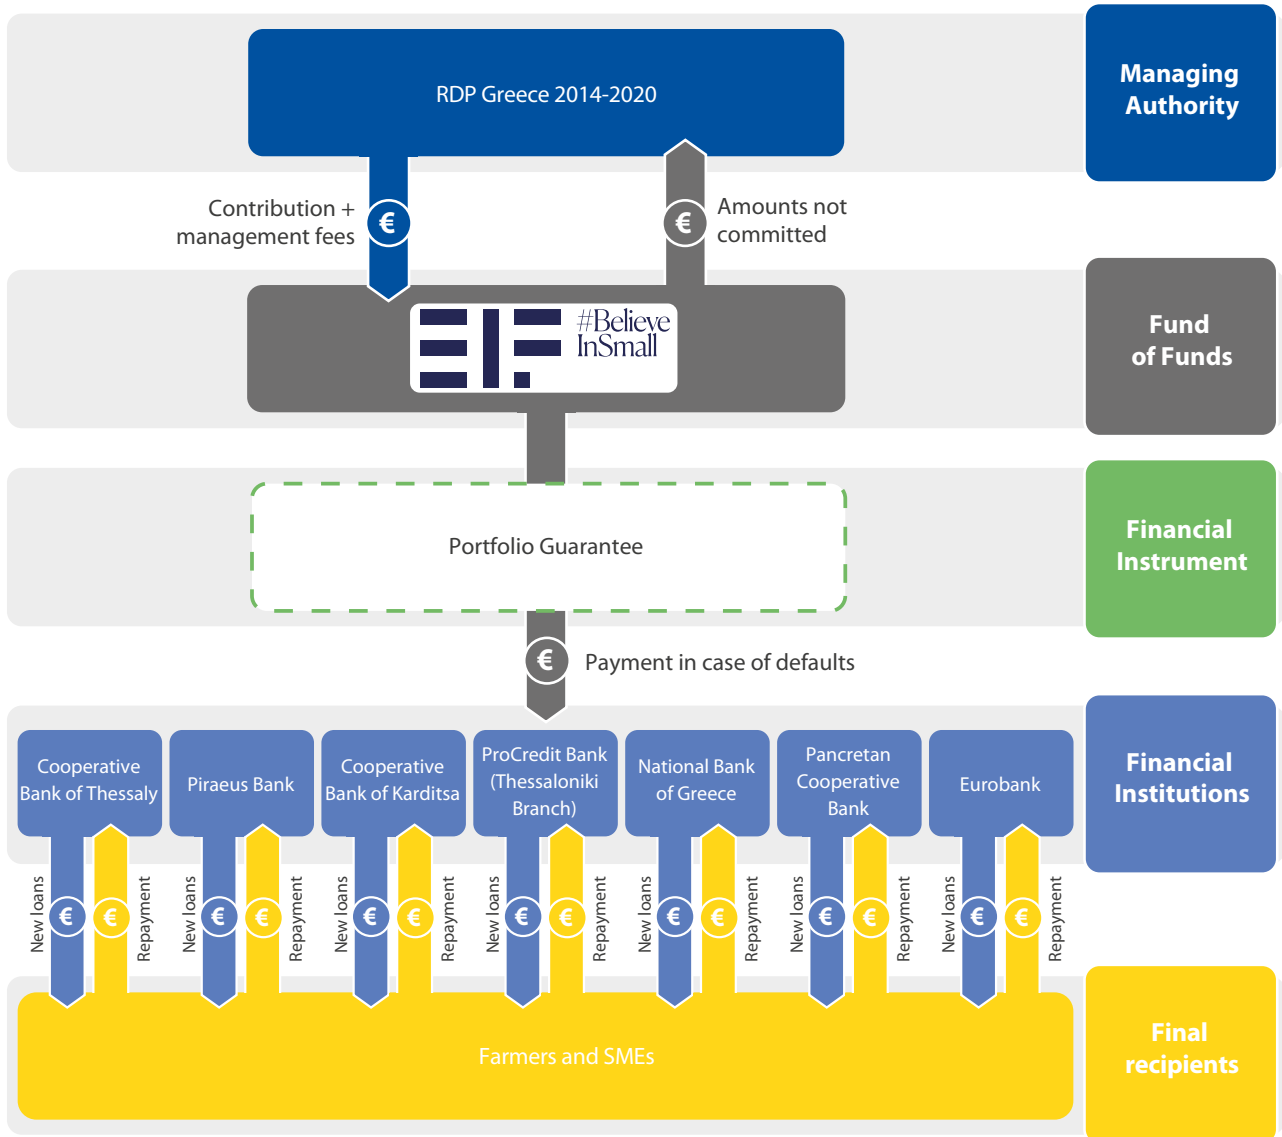 RDP Greece 2014-2020
Managing
Authority
Contribution +
management fees
€
€
Amounts not
committed
EIF.
#Believe
InSmall
Fund
of Funds
Portfolio Guarantee
Financial
Instrument
€
Payment in case of defaults
Cooperative
Bank of Thessaly
Piraeus Bank
Cooperative
Bank of Karditsa
ProCredit Bank
(Thessaloniki
Branch)
National Bank
of Greece
Pancretan
Cooperative
Bank
Eurobank
Financial
Institutions
New loans
€
€
Repayment
New loans
€
€
Repayment
New loans
€
€
Repayment
New loans
€
€
Repayment
New loans
€
€
Repayment
New loans
€
€
Repayment
New loans
€
€
Repayment
Farmers and SMEs
Final
recipients